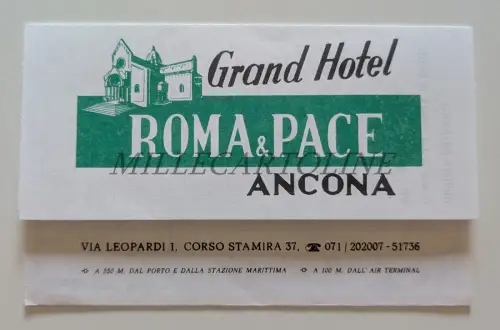 Grand Hotel
ROMA & PACE
MILLECARTOLINE
ANCONA
VIA LEOPARDI 1, CORSO STAMIRA 37, ☎ 071 | 202007 - 51736
A 550 M. DAL PORTO E DALLA STAZIONE MARITTIMA A 100 M. DALL' AIR TERMINAL